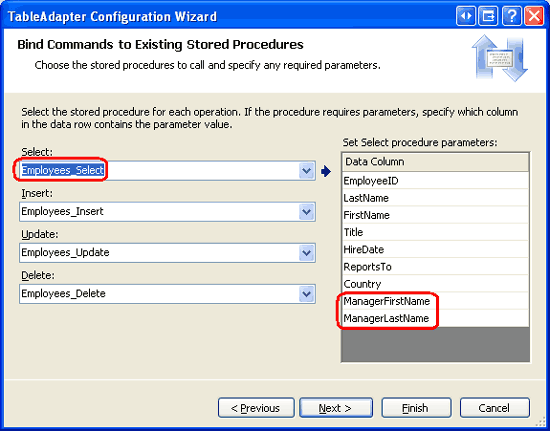 TableAdapter Configuration Wizard
Bind Commands to Existing Stored Procedures
Choose the stored procedures to call and specify any required parameters.
Select the stored procedure for each operation. If the procedure requires parameters, specify which column
in the data row contains the parameter value.
Select:
Employees_Select
Insert:
Employees_Insert
Update:
Employees_Update
Delete:
Employees_Delete
Set Select procedure parameters:
Data Column
EmployeeID
LastName
FirstName
Title
HireDate
ReportsTo
Country
ManagerFirstName
ManagerLastName
< Previous
Next >
Finish
Cancel